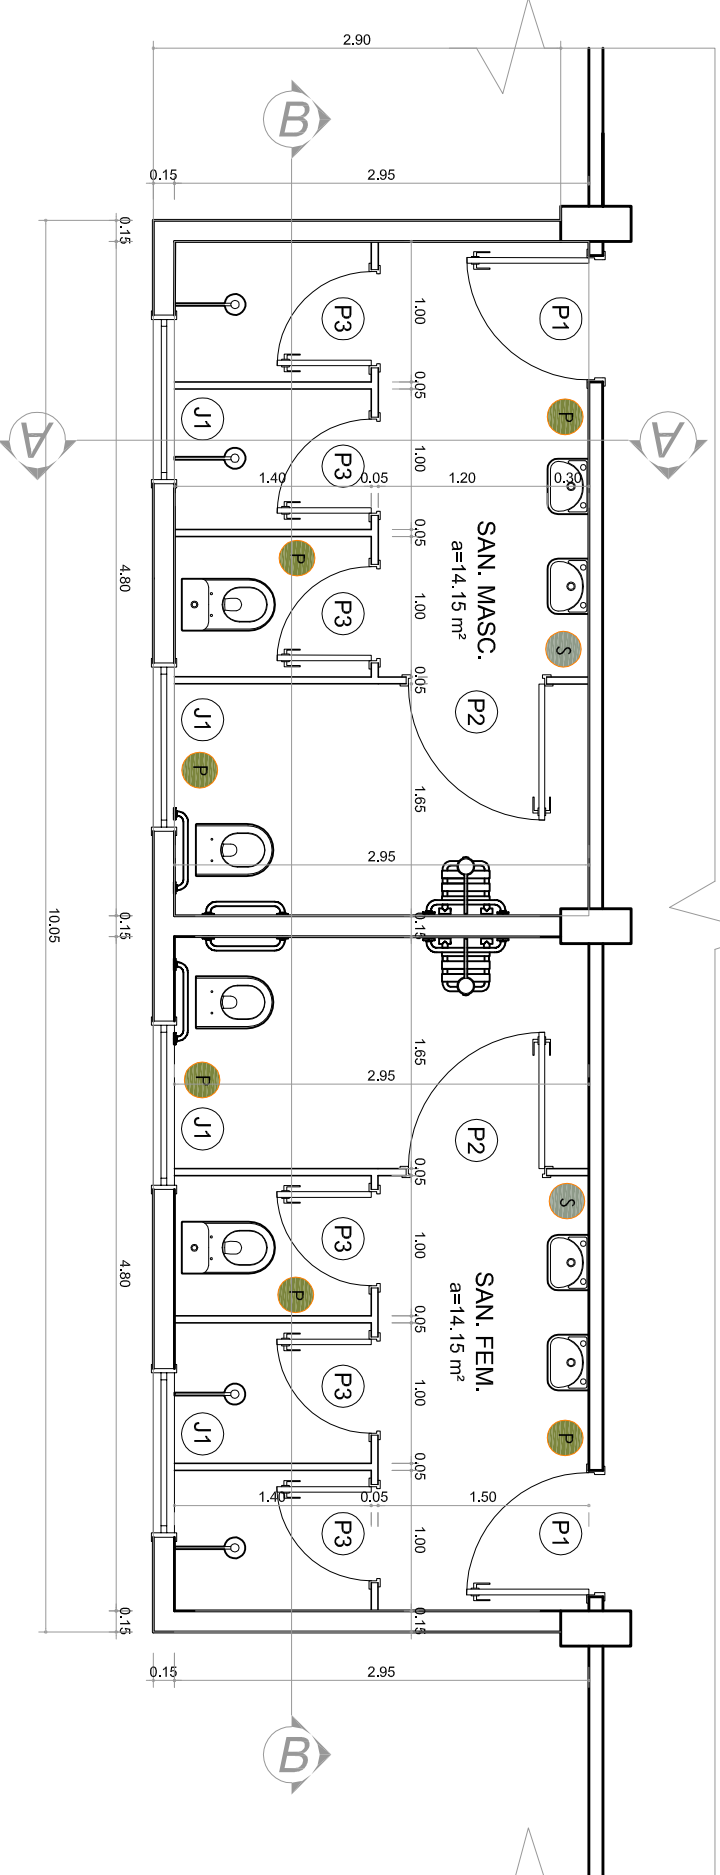 2.90
B
0.15
2.95
0.15
1.00
P3
P1
0.05
J1
P
A
A
1.00
P3
1.40
0.05
1.20
0.30
0.05
SAN. MASC.
a=14.15 m²
P
4.80
1.00
P3
S
0.05
P2
J1
P
1.65
2.95
10.05
0.15
0.15
1.65
P
2.95
J1
P2
0.05
S
1.00
P3
4.80
SAN. FEM.
a=14.15 m²
P
0.05
1.00
P3
J1
P
0.05
1.40
0.05
1.50
1.00
P3
P1
0.15
0.15
0.15
2.95
B